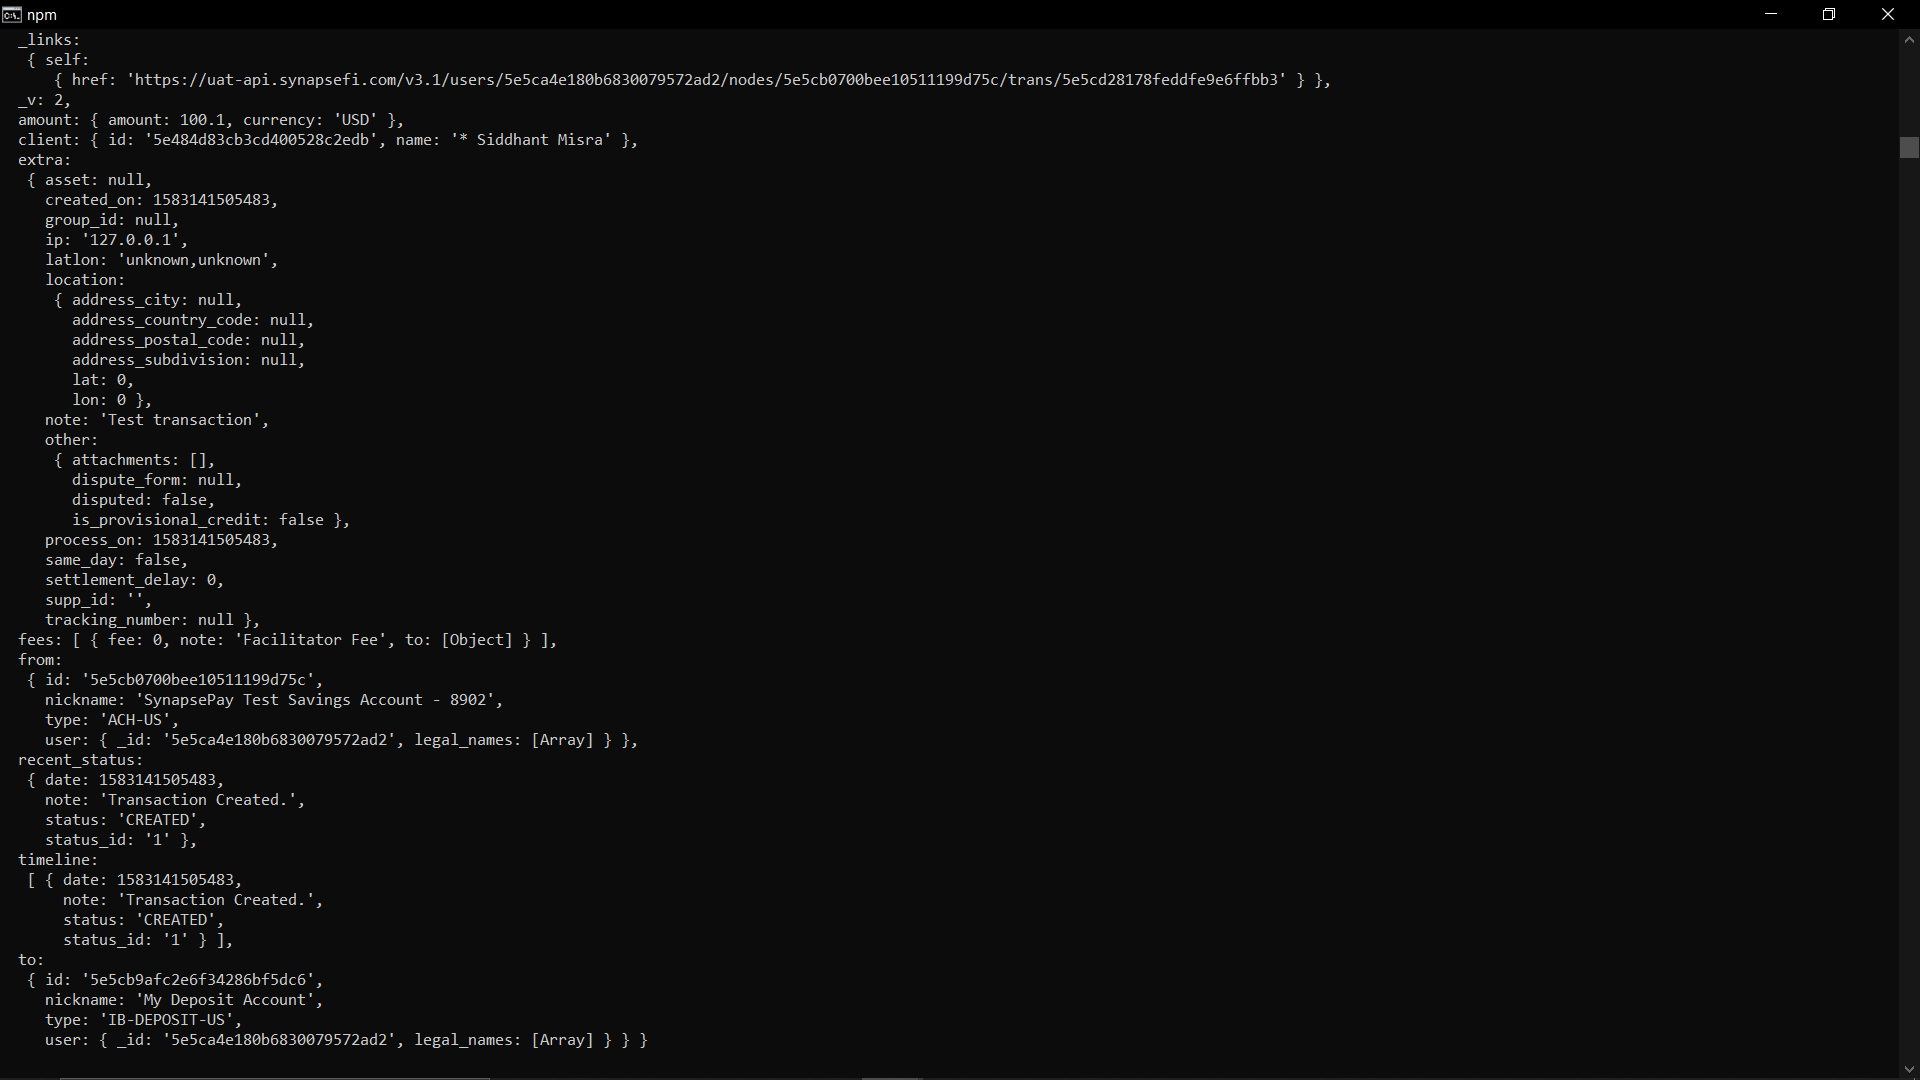 npm
_links:
{ self:
{ href: 'https://uat-api.synapsefi.com/v3.1/users/5e5ca4e180b6830079572ad2/nodes/5e5cb0700bee10511199d75c/trans/5e5cd28178feddfe9e6ffbb3' } },
_v: 2,
amount: { amount: 100.1, currency: 'USD' },
client: { id: '5e484d83cb3cd400528c2edb', name: '* Siddhant Misra' },
extra:
{ asset: null,
created_on: 1583141505483,
group_id: null,
ip: '127.0.0.1',
latlon: 'unknown,unknown',
location:
{ address_city: null,
address_country_code: null,
address_postal_code: null,
address_subdivision: null,
lat: 0,
lon: 0 },
note: 'Test transaction',
other:
{ attachments: [],
dispute_form: null,
disputed: false,
is_provisional_credit: false },
process_on: 1583141505483,
same_day: false,
settlement_delay: 0,
supp_id: '',
tracking_number: null },
fees: [ { fee: 0, note: 'Facilitator Fee', to: [Object] } ],
from:
{ id: '5e5cb0700bee10511199d75c',
nickname: 'SynapsePay Test Savings Account - 8902',
type: 'ACH-US',
user: { _id: '5e5ca4e180b6830079572ad2', legal_names: [Array] } },
recent_status:
{ date: 1583141505483,
note: 'Transaction Created.',
status: 'CREATED',
status_id: '1' },
timeline:
[ { date: 1583141505483,
note: 'Transaction Created.',
status: 'CREATED',
status_id: '1' } ],
to:
{ id: '5e5cb9afc2e6f34286bf5dc6',
nickname: 'My Deposit Account',
type: 'IB-DEPOSIT-US',
user: { _id: '5e5ca4e180b6830079572ad2', legal_names: [Array] } } }